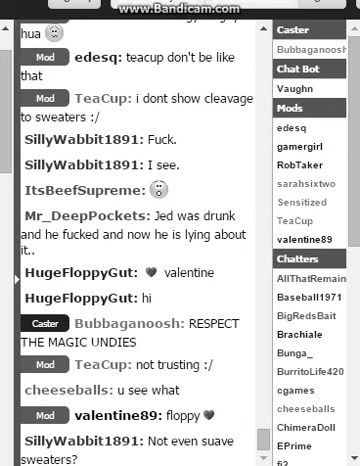 www.Bandicam.com
hua
Mod edesq: teacup don't be like
that
Mod TeaCup: i dont show cleavage
to sweaters :/
SillyWabbit1891: Fuck.
SillyWabbit1891: I see.
ItsBeefSupreme:
Mr_DeepPockets: Jed was drunk
and he fucked and now he is lying about
it..
HugeFloppyGut: ♥ valentine
HugeFloppyGut: hi
Caster Bubbaganoosh: RESPECT
THE MAGIC UNDIES
Mod TeaCup: not trusting :/
cheeseballs: u see what
Mod valentine89: floppy♥
SillyWabbit1891: Not even suave
sweaters?
Caster
Bubbaganoosh
Chat Bot
Vaughn
Mods
edesq
gamergirl
RobTaker
sarahsixtwo
Sensitized
TeaCup
valentine89
Chatters
AllThatRemain
Baseball1971
BigRedsBait
Brachiale
Bunga_
BurritoLife420
cgames
cheeseballs
ChimeraDoll
EPrime